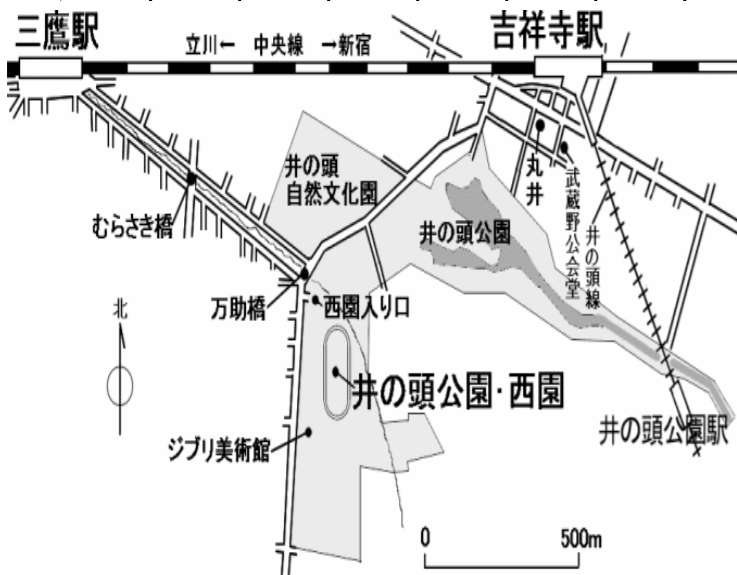 三鷹駅
吉祥寺駅
立川← 中央線 →新宿
井の頭
自然文化園
丸井
武蔵野公会堂
井の頭線
むらさき橋
井の頭公園
万助橋
西園入り口
北
井の頭公園・西園
ジブリ美術館
井の頭公園駅
0
500m